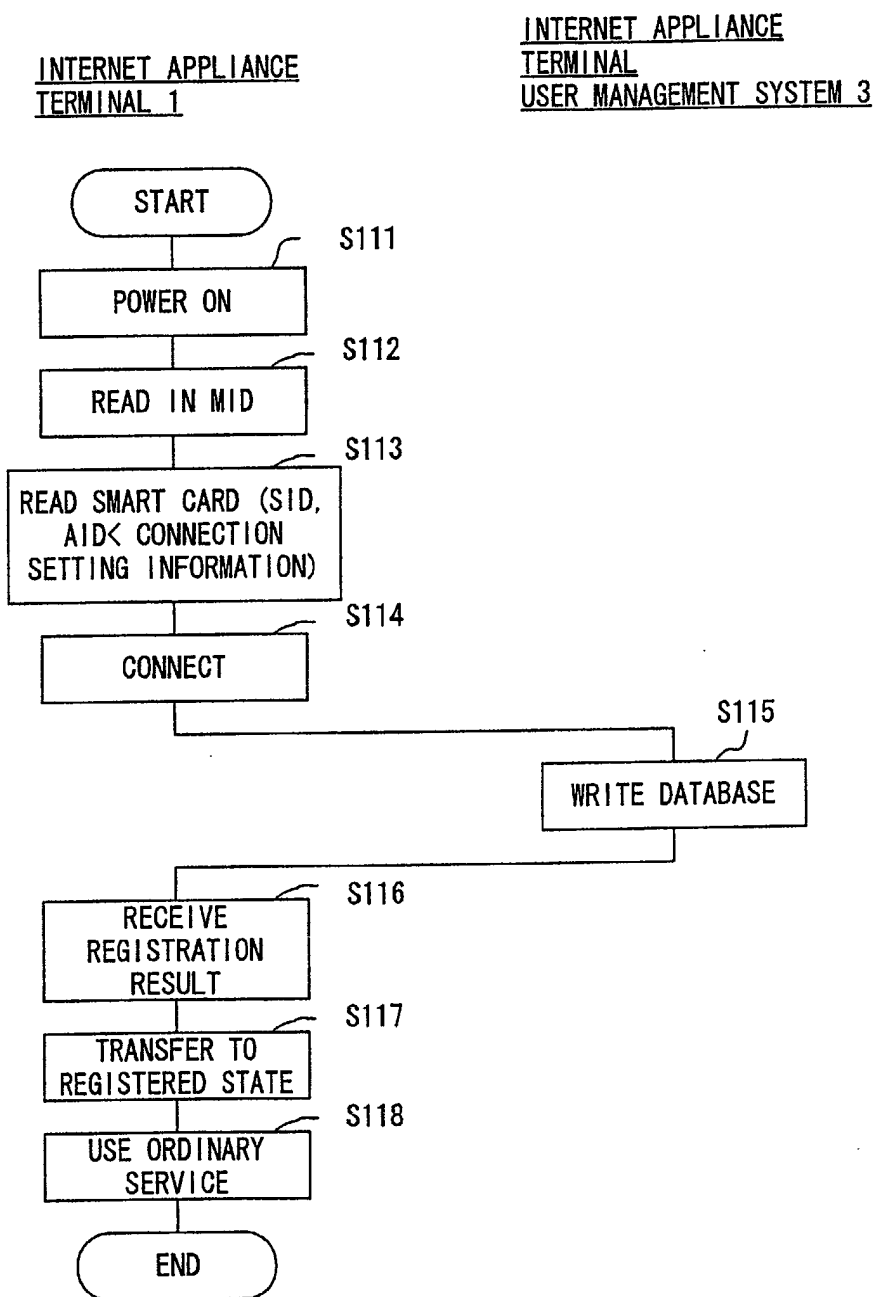 INTERNET APPLIANCE
TERMINAL 1
INTERNET APPLIANCE
TERMINAL
USER MANAGEMENT SYSTEM 3
START
S111
POWER ON
S112
READ IN MID
S113
READ SMART CARD (SID,
AID< CONNECTION
SETTING INFORMATION)
S114
CONNECT
S115
WRITE DATABASE
S116
RECEIVE
REGISTRATION
RESULT
S117
TRANSFER TO
REGISTERED STATE
S118
USE ORDINARY
SERVICE
END